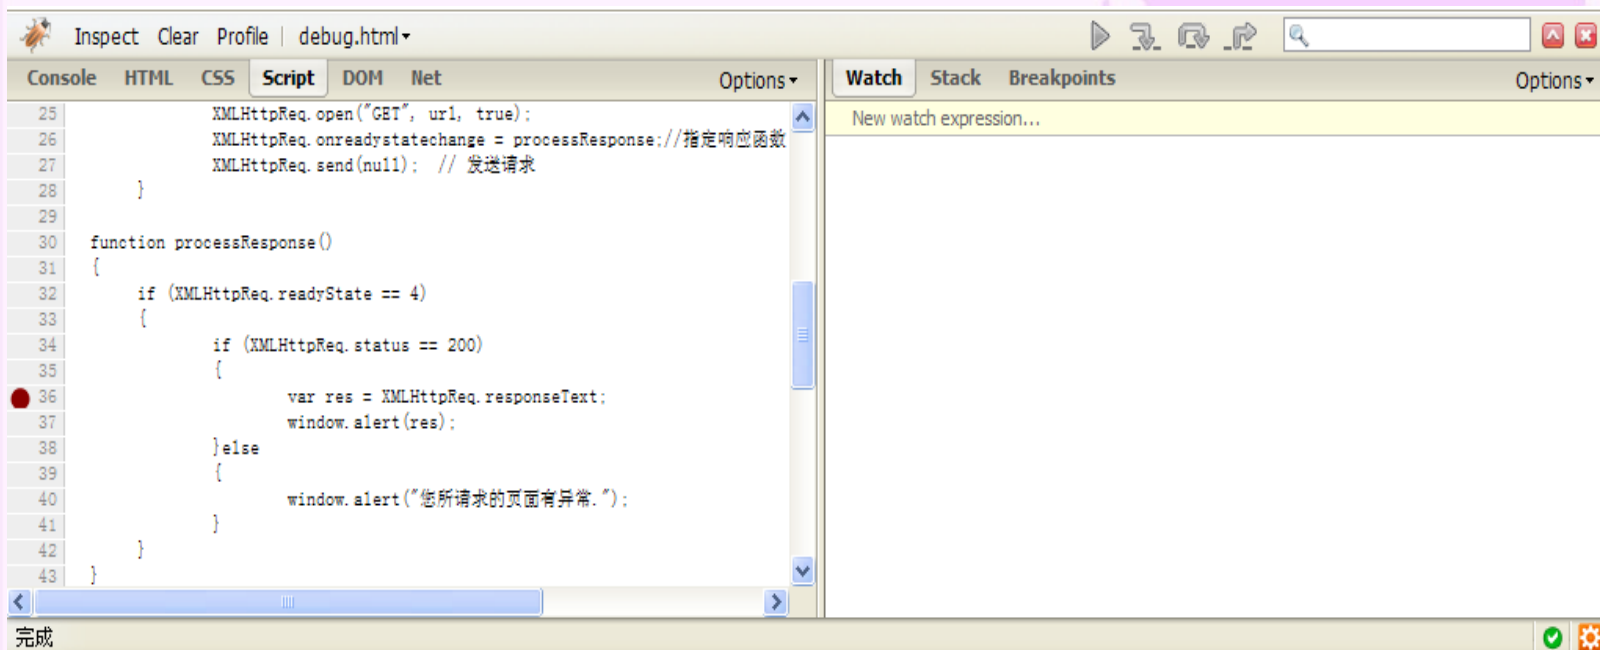 Inspect Clear Profile | debug.html
Console HTML CSS Script DOM Net Options
Watch Stack Breakpoints Options
New watch expression...
25 XMLHttpReq.open("GET", url, true);
26 XMLHttpReq.onreadystatechange = processResponse;//指定响应函数
27 XMLHttpReq.send(null); // 发送请求
28 }
29
30 function processResponse()
31 {
32 if (XMLHttpReq.readyState == 4)
33 {
34 if (XMLHttpReq.status == 200)
35 {
36 var res = XMLHttpReq.responseText;
37 window.alert(res);
38 }else
39 {
40 window.alert("您所请求的页面有异常.");
41 }
42 }
43 }
完成